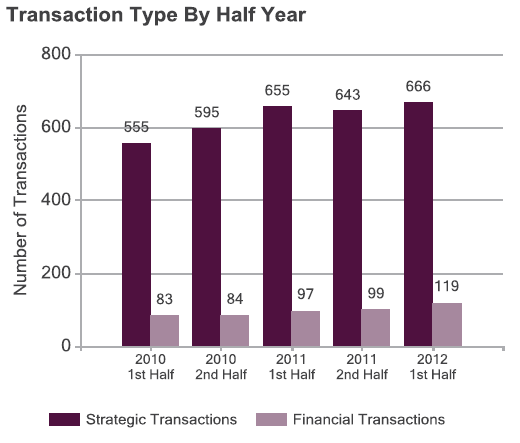 Transaction Type By Half Year
Number of Transactions
800
600
400
200
0
555
83
595
84
655
97
643
99
666
119
2010
1st Half
2010
2nd Half
2011
1st Half
2011
2nd Half
2012
1st Half
Strategic Transactions
Financial Transactions